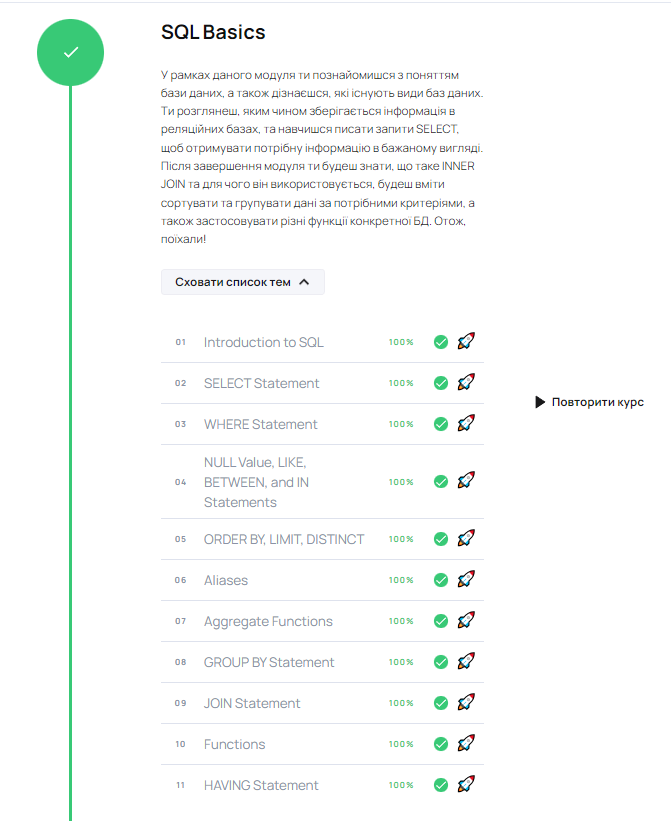 SQL Basics
У рамках даного модуля ти познайомишся з поняттям
бази даних, а також дізнаєшся, які існують види баз даних.
Ти розглянеш, яким чином зберігається інформація в
реляційних базах, та навчишся писати запити SELECT,
щоб отримувати потрібну інформацію в бажаному вигляді.
Після завершення модуля ти будеш знати, що таке INNER
JOIN та для чого він використовується, будеш вміти
сортувати та групувати дані за потрібними критеріями, а
також застосовувати різні функції конкретної БД. Отож,
поїхали!
Сховати список тем
01 Introduction to SQL 100%
02 SELECT Statement 100%
Повторити курс
03 WHERE Statement 100%
04 NULL Value, LIKE,
BETWEEN, and IN 100%
Statements
05 ORDER BY, LIMIT, DISTINCT 100%
06 Aliases 100%
07 Aggregate Functions 100%
08 GROUP BY Statement 100%
09 JOIN Statement 100%
10 Functions 100%
11 HAVING Statement 100%